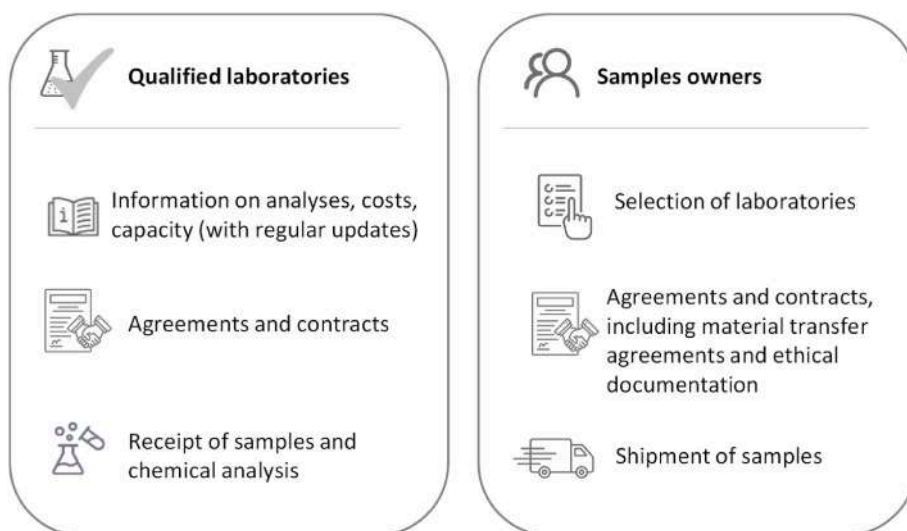 Qualified laboratories
Information on analyses, costs,
capacity (with regular updates)
Agreements and contracts
Receipt of samples and
chemical analysis
Samples owners
Selection of laboratories
Agreements and contracts,
including material transfer
agreements and ethical
documentation
Shipment of samples